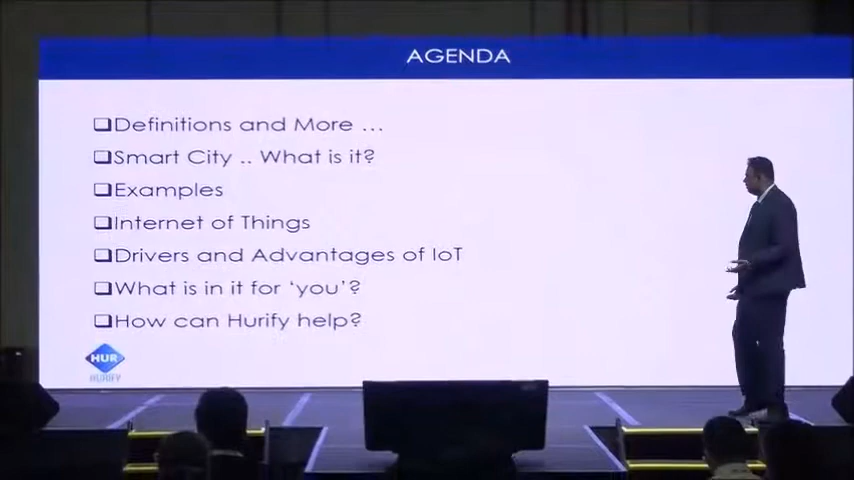 AGENDA
❑Definitions and More ...
❑Smart City .. What is it?
❑Examples
❑Internet of Things
❑Drivers and Advantages of IoT
❑What is in it for ‘you’?
❑How can Hurify help?
HUR
HURIFY